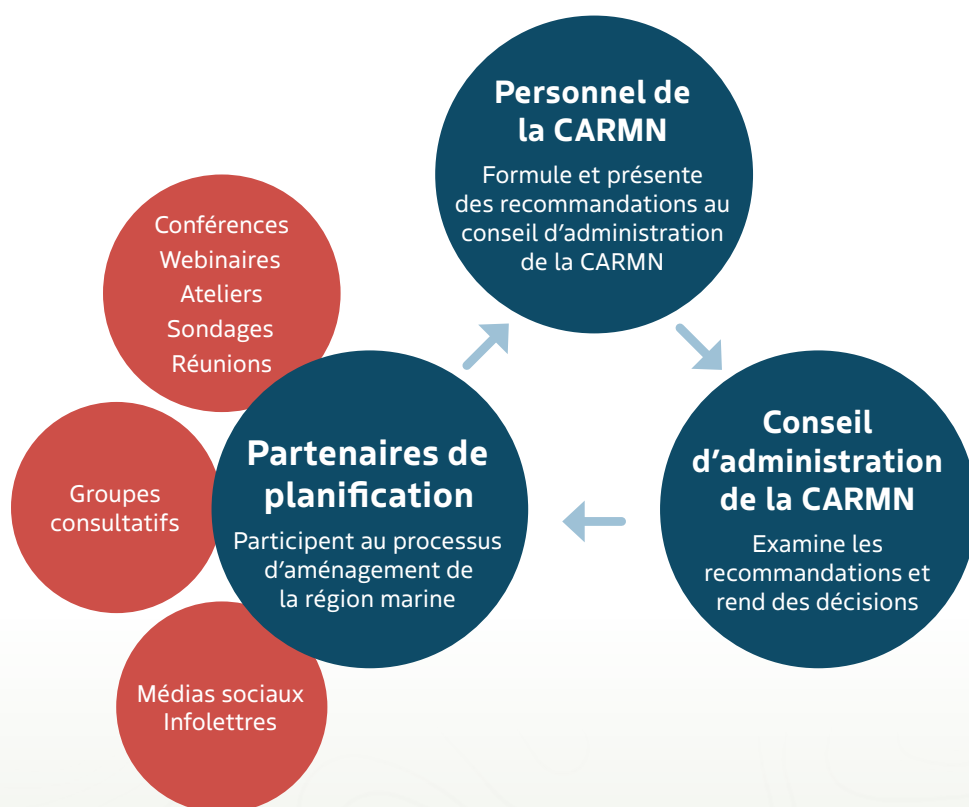 Personnel de
la CARMN
Formule et présente
des recommandations au
conseil d'administration
de la CARMN
Conférences
Webinaires
Ateliers
Sondages
Réunions
Partenaires de
planification
Participent au processus
d'aménagement de
la région marine
Conseil
d'administration
de la CARMN
Examine les
recommandations et
rend des décisions
Groupes
consultatifs
Médias sociaux
Infolettres